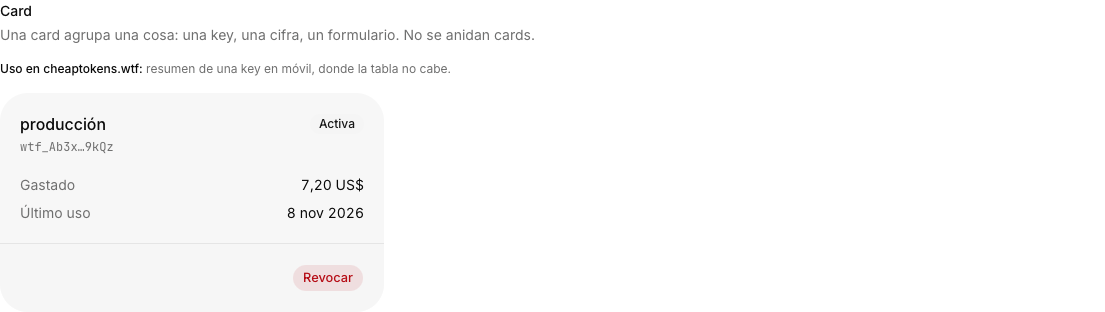 Card
Una card agrupa una cosa: una key, una cifra, un formulario. No se anidan cards.
Uso en cheaptokens.wtf: resumen de una key en móvil, donde la tabla no cabe.
producción
Activa
wtf_Ab3x…9kQz
Gastado
7,20 US$
Último uso
8 nov 2026
Revocar